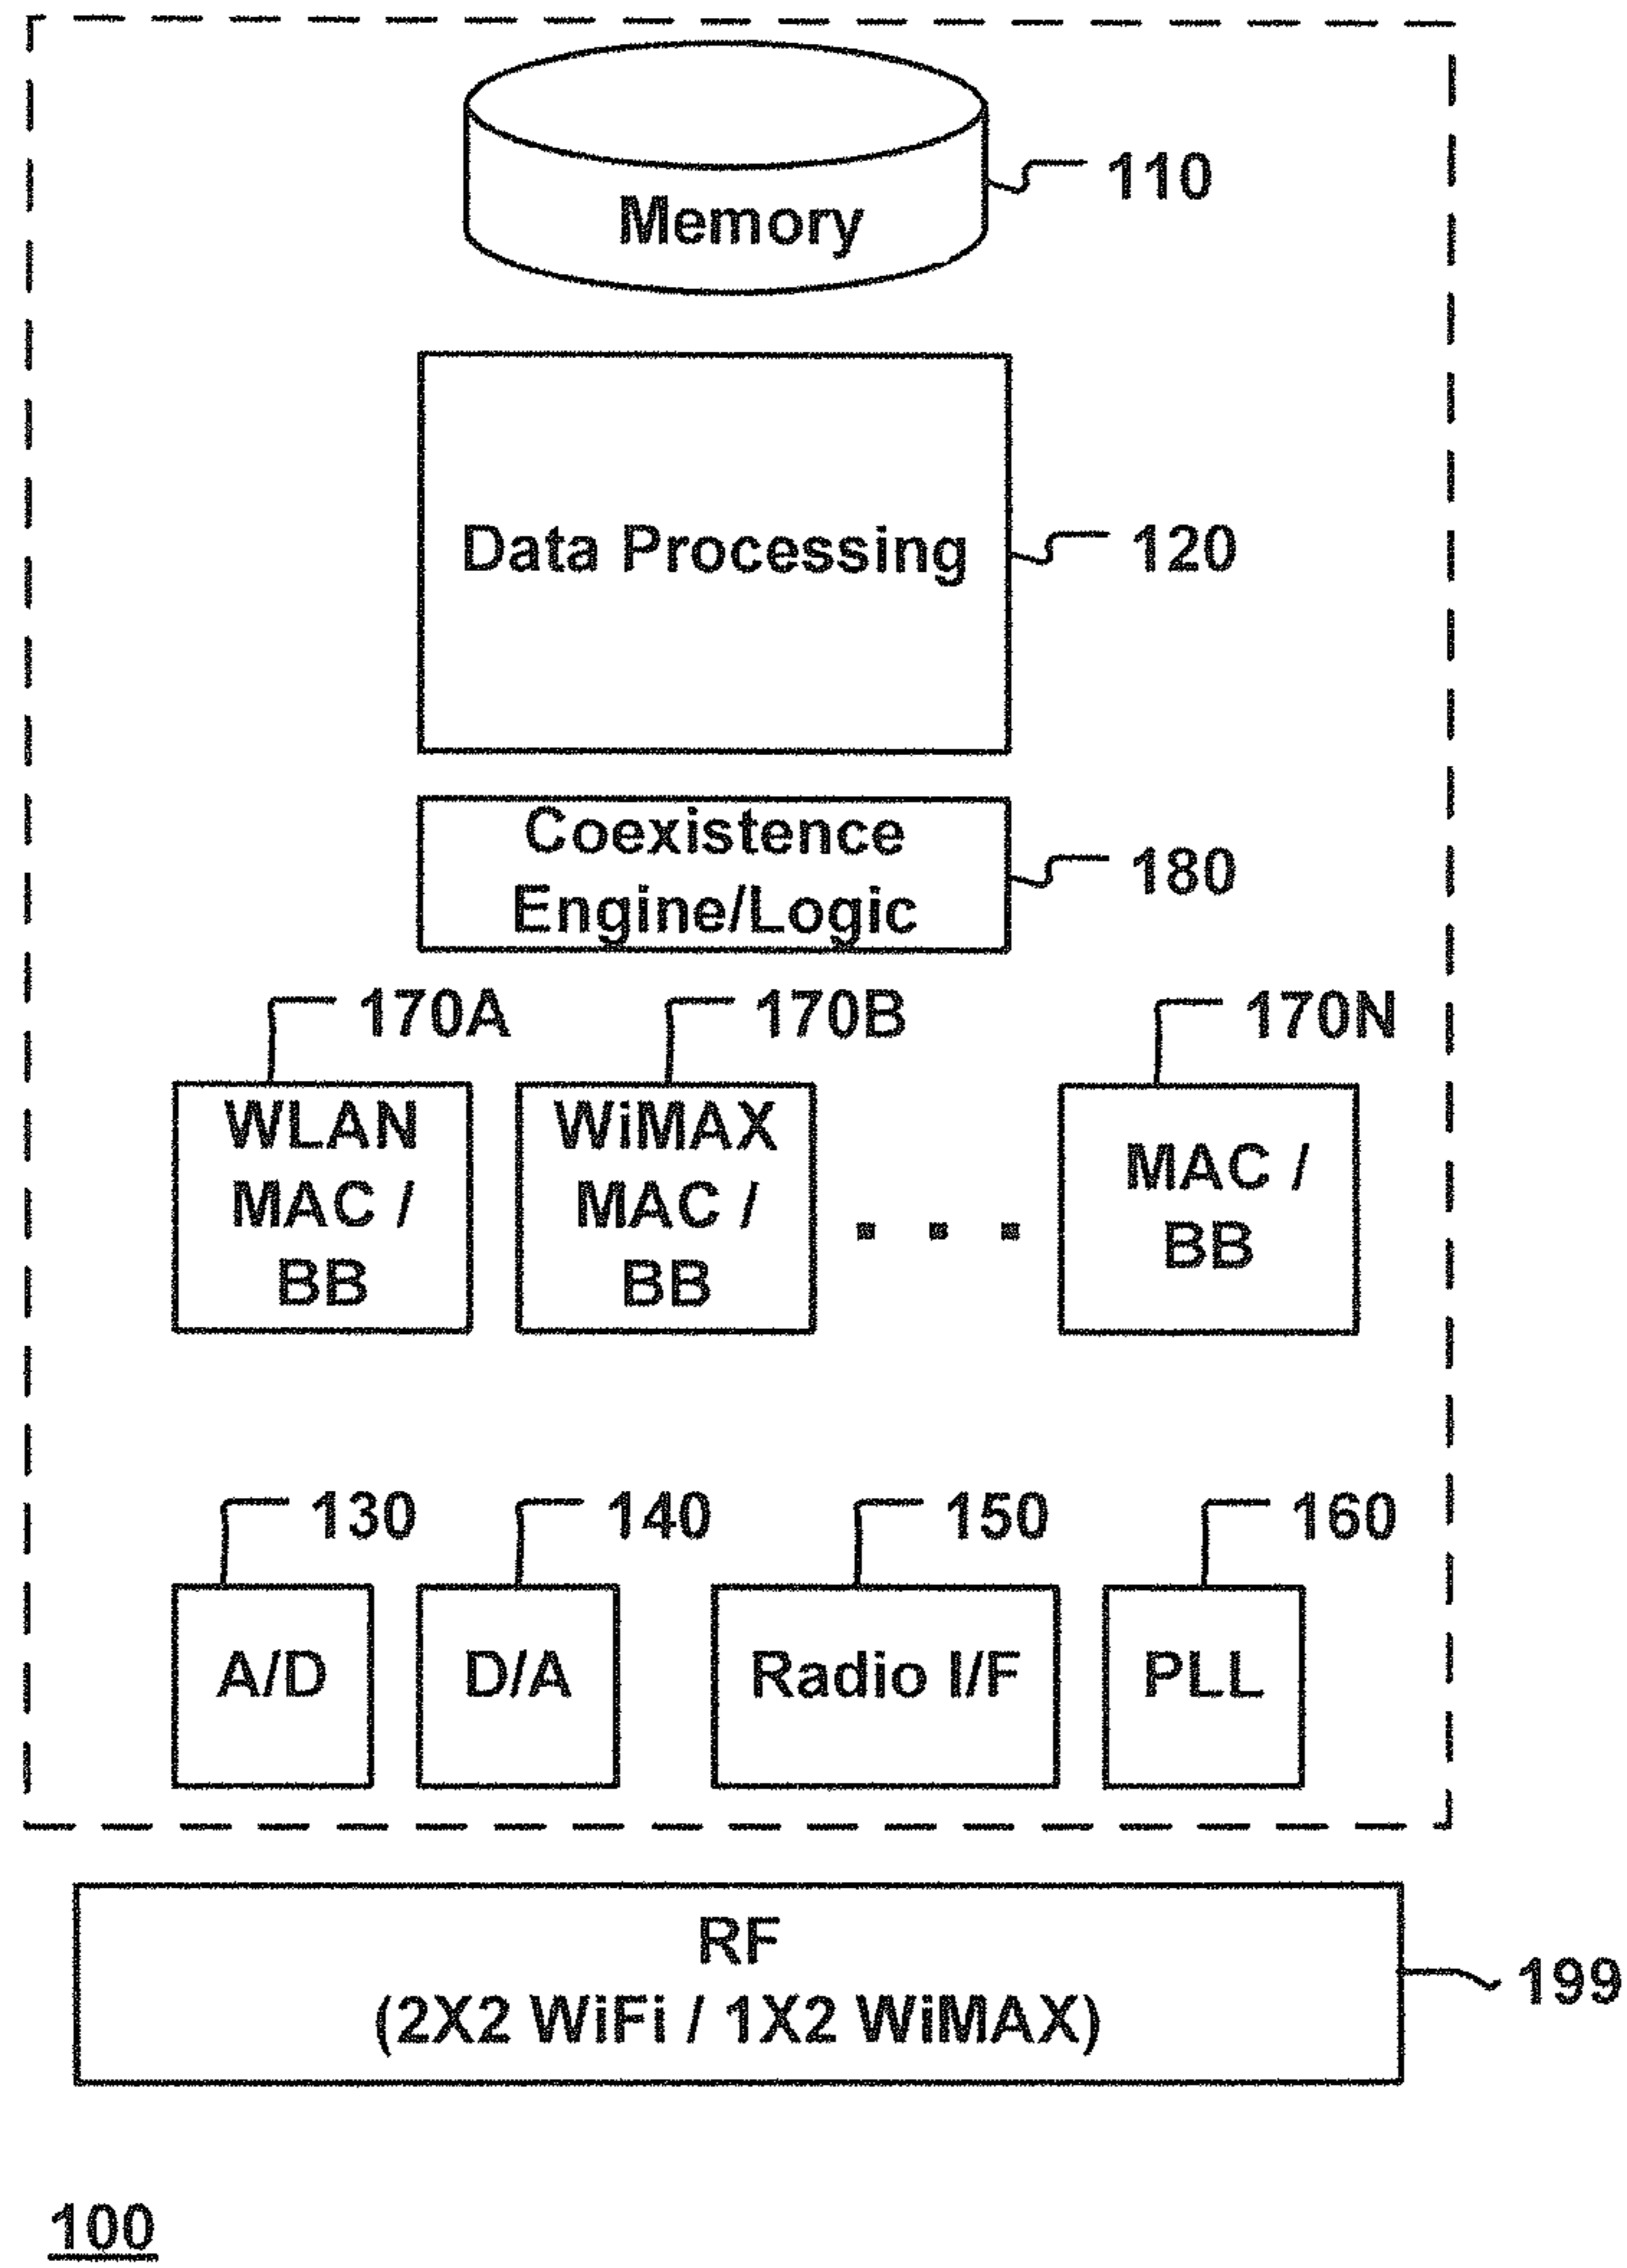 110
Memory
Data Processing
120
Coexistence
Engine/Logic
180
170A
170B
170N
WLAN
MAC /
BB
WiMAX
MAC /
BB
. . .
MAC /
BB
130
140
150
160
A/D
D/A
Radio I/F
PLL
RF
(2X2 WiFi / 1X2 WiMAX)
199
100